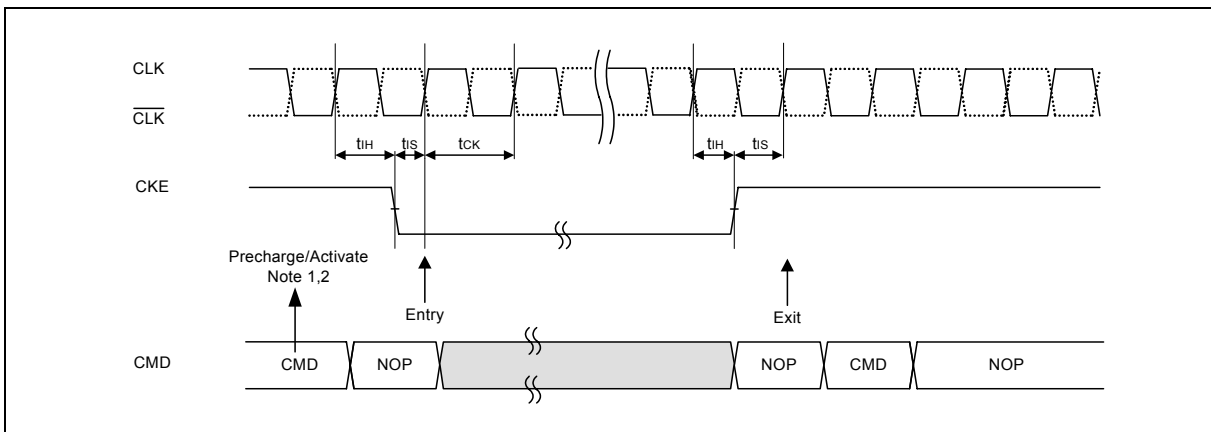 CLK
C̅L̅K̅
tIH tIS tCK tIH tIS
CKE
Precharge/Activate
Note 1,2
Entry
Exit
CMD CMD NOP NOP CMD NOP